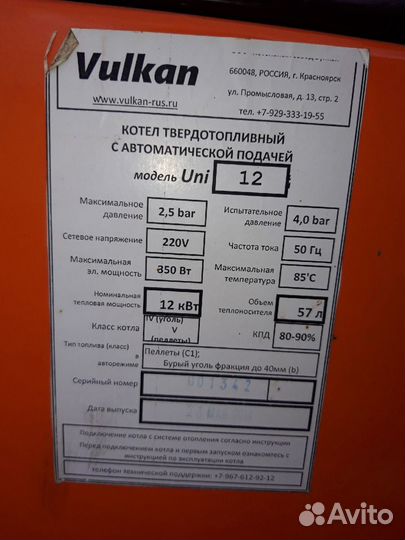 Vulkan
www.vulkan-rus.ru
660048, РОССИЯ, г. Красноярск
ул. Промысловая, д. 13, стр. 2
тел. +7-929-333-19-55
КОТЕЛ ТВЕРДОТОПЛИВНЫЙ
С АВТОМАТИЧЕСКОЙ ПОДАЧЕЙ
модель Uni 12
Максимальное давление 2,5 bar
Испытательное давление 4,0 bar
Сетевое напряжение 220V
Частота тока 50 Гц
Максимальная эл. мощность 350 Вт
Максимальная температура 85'С
Номинальная тепловая мощность 12 кВт
Объем теплоносителя 57 л
Класс котла IV (уголь) V (пеллеты)
КПД 80-90%
Тип топлива (класс) в авторежиме
Пеллеты (С1);
Бурый уголь фракция до 40мм (b)
Серийный номер 001342
Дата выпуска
Подключение котла с системе отопления согласно инструкции
Перед подключением котла и первым запуском ознакомьтесь с
инструкцией по эксплуатации котла
телефон технической поддержки: +7-967-612-92-12
Avito